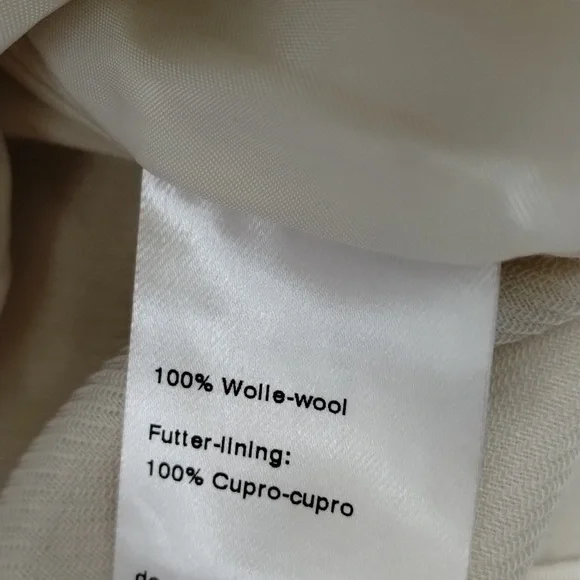 100% Wolle-wool
Futter-lining:
100% Cupro-cupro